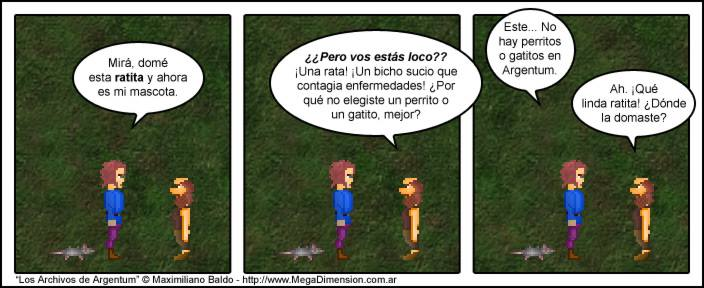 Mirá, domé
esta ratita y ahora
es mi mascota.
¿¿Pero vos estás loco??
¡Una rata! ¡Un bicho sucio que
contagia enfermedades! ¿Por
qué no elegiste un perrito o
un gatito, mejor?
Este... No
hay perritos
o gatitos en
Argentum.
Ah. ¡Qué
linda ratita! ¿Dónde
la domaste?
"Los Archivos de Argentum" © Maximiliano Baldo - http://www.MegaDimension.com.ar